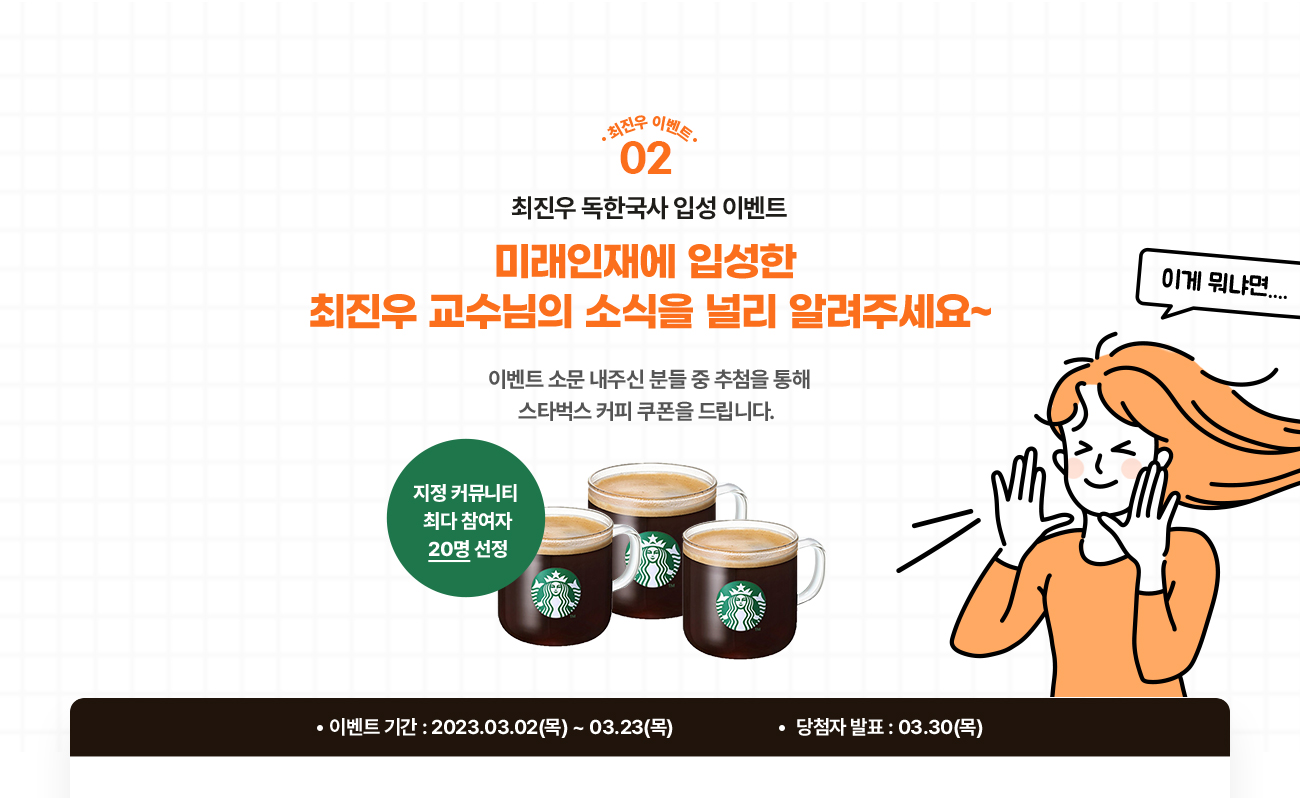 • 최진우 이벤트 •
02
최진우 독한국사 입성 이벤트
미래인재에 입성한
최진우 교수님의 소식을 널리 알려주세요~
이게 뭐냐면....
이벤트 소문 내주신 분들 중 추첨을 통해
스타벅스 커피 쿠폰을 드립니다.
지정 커뮤니티
최다 참여자
20명 선정
• 이벤트 기간 : 2023.03.02(목) ~ 03.23(목)
• 당첨자 발표 : 03.30(목)